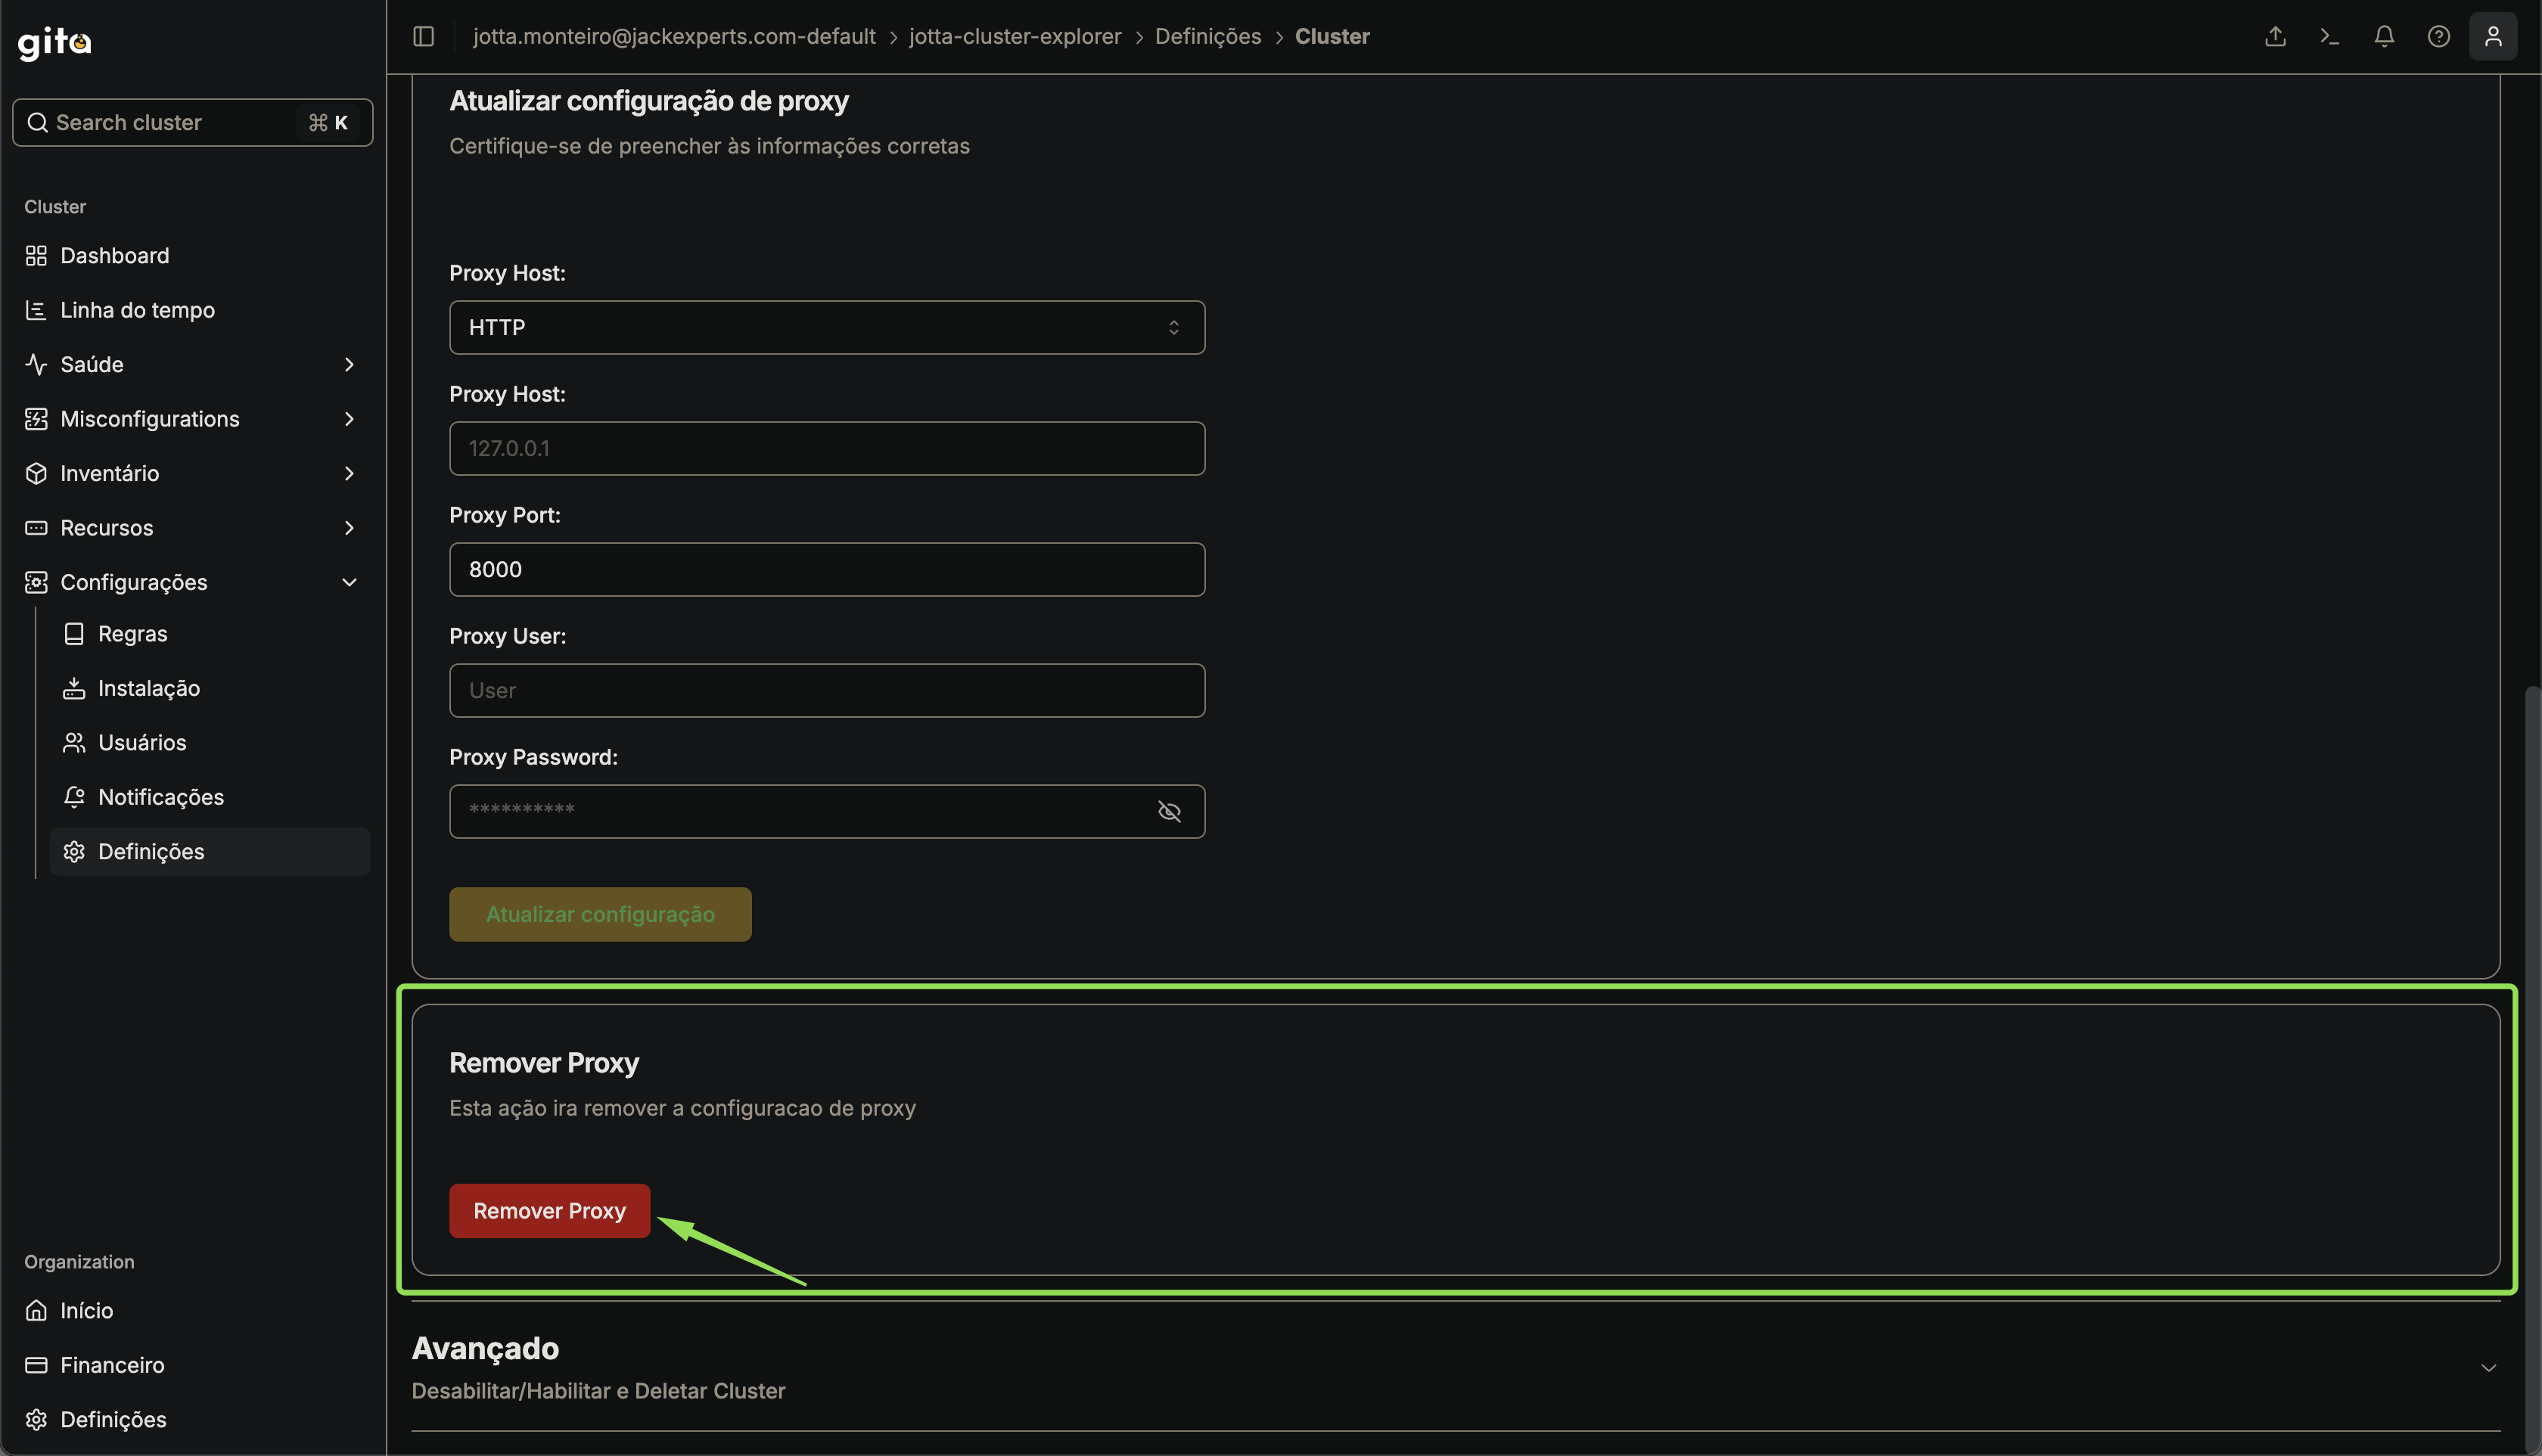 gita
Search cluster
⌘ K
Cluster
Dashboard
Linha do tempo
Saúde
Misconfigurations
Inventário
Recursos
Configurações
Regras
Instalação
Usuários
Notificações
Definições
Organization
Início
Financeiro
Definições
jotta.monteiro@jackexperts.com-default > jotta-cluster-explorer > Definições > Cluster
Atualizar configuração de proxy
Certifique-se de preencher às informações corretas
Proxy Host:
HTTP
Proxy Host:
127.0.0.1
Proxy Port:
8000
Proxy User:
User
Proxy Password:
**********
Atualizar configuração
Remover Proxy
Esta ação ira remover a configuracao de proxy
Remover Proxy
Avançado
Desabilitar/Habilitar e Deletar Cluster